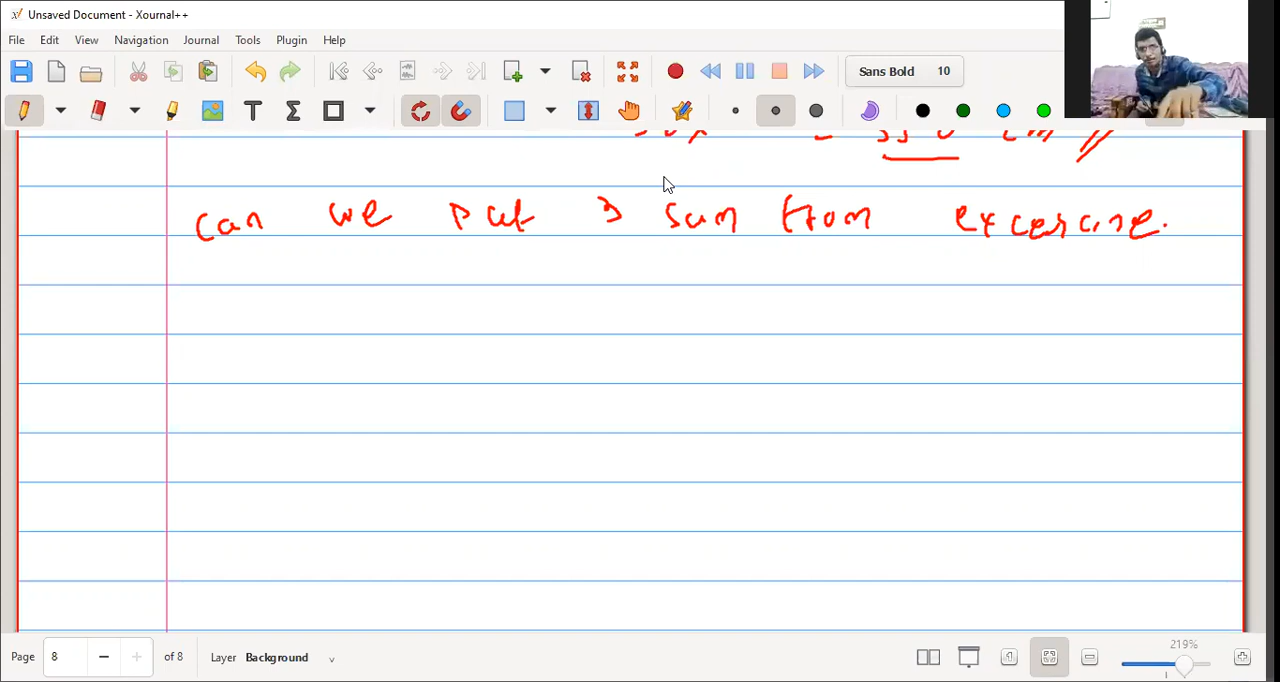 Unsaved Document - Xournal++
File Edit View Navigation Journal Tools Plugin Help
Sans Bold 10
can we put 3 sum from excercise.
Page 8 of 8 Layer Background 219%